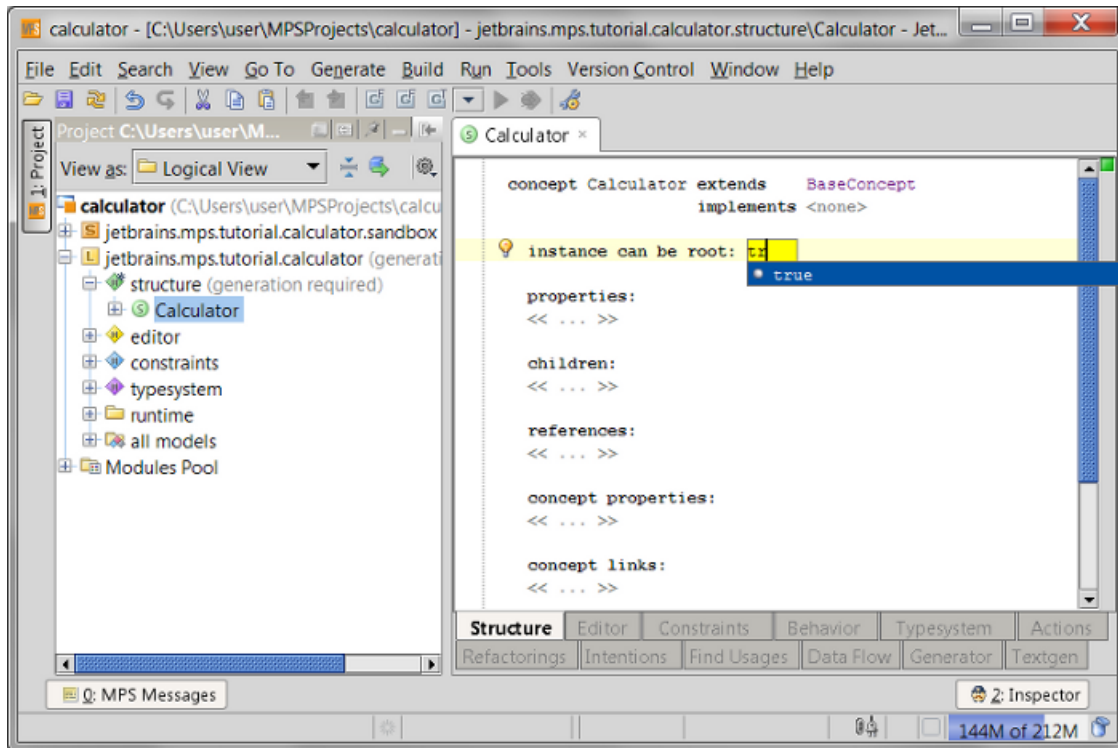 calculator - [C:\Users\user\MPSProjects\calculator] - jetbrains.mps.tutorial.calculator.structure\Calculator - Jet...
File Edit Search View Go To Generate Build Run Tools Version Control Window Help
1: Project
Project C:\Users\user\M...
View as: Logical View
calculator (C:\Users\user\MPSProjects\calcu
jetbrains.mps.tutorial.calculator.sandbox
jetbrains.mps.tutorial.calculator (generati
structure (generation required)
Calculator
editor
constraints
typesystem
runtime
all models
Modules Pool
Calculator
concept Calculator extends BaseConcept
implements <none>
instance can be root: tr
true
properties:
<< ... >>
children:
<< ... >>
references:
<< ... >>
concept properties:
<< ... >>
concept links:
<< ... >>
Structure Editor Constraints Behavior Typesystem Actions
Refactorings Intentions Find Usages Data Flow Generator Textgen
0: MPS Messages
2: Inspector
144M of 212M